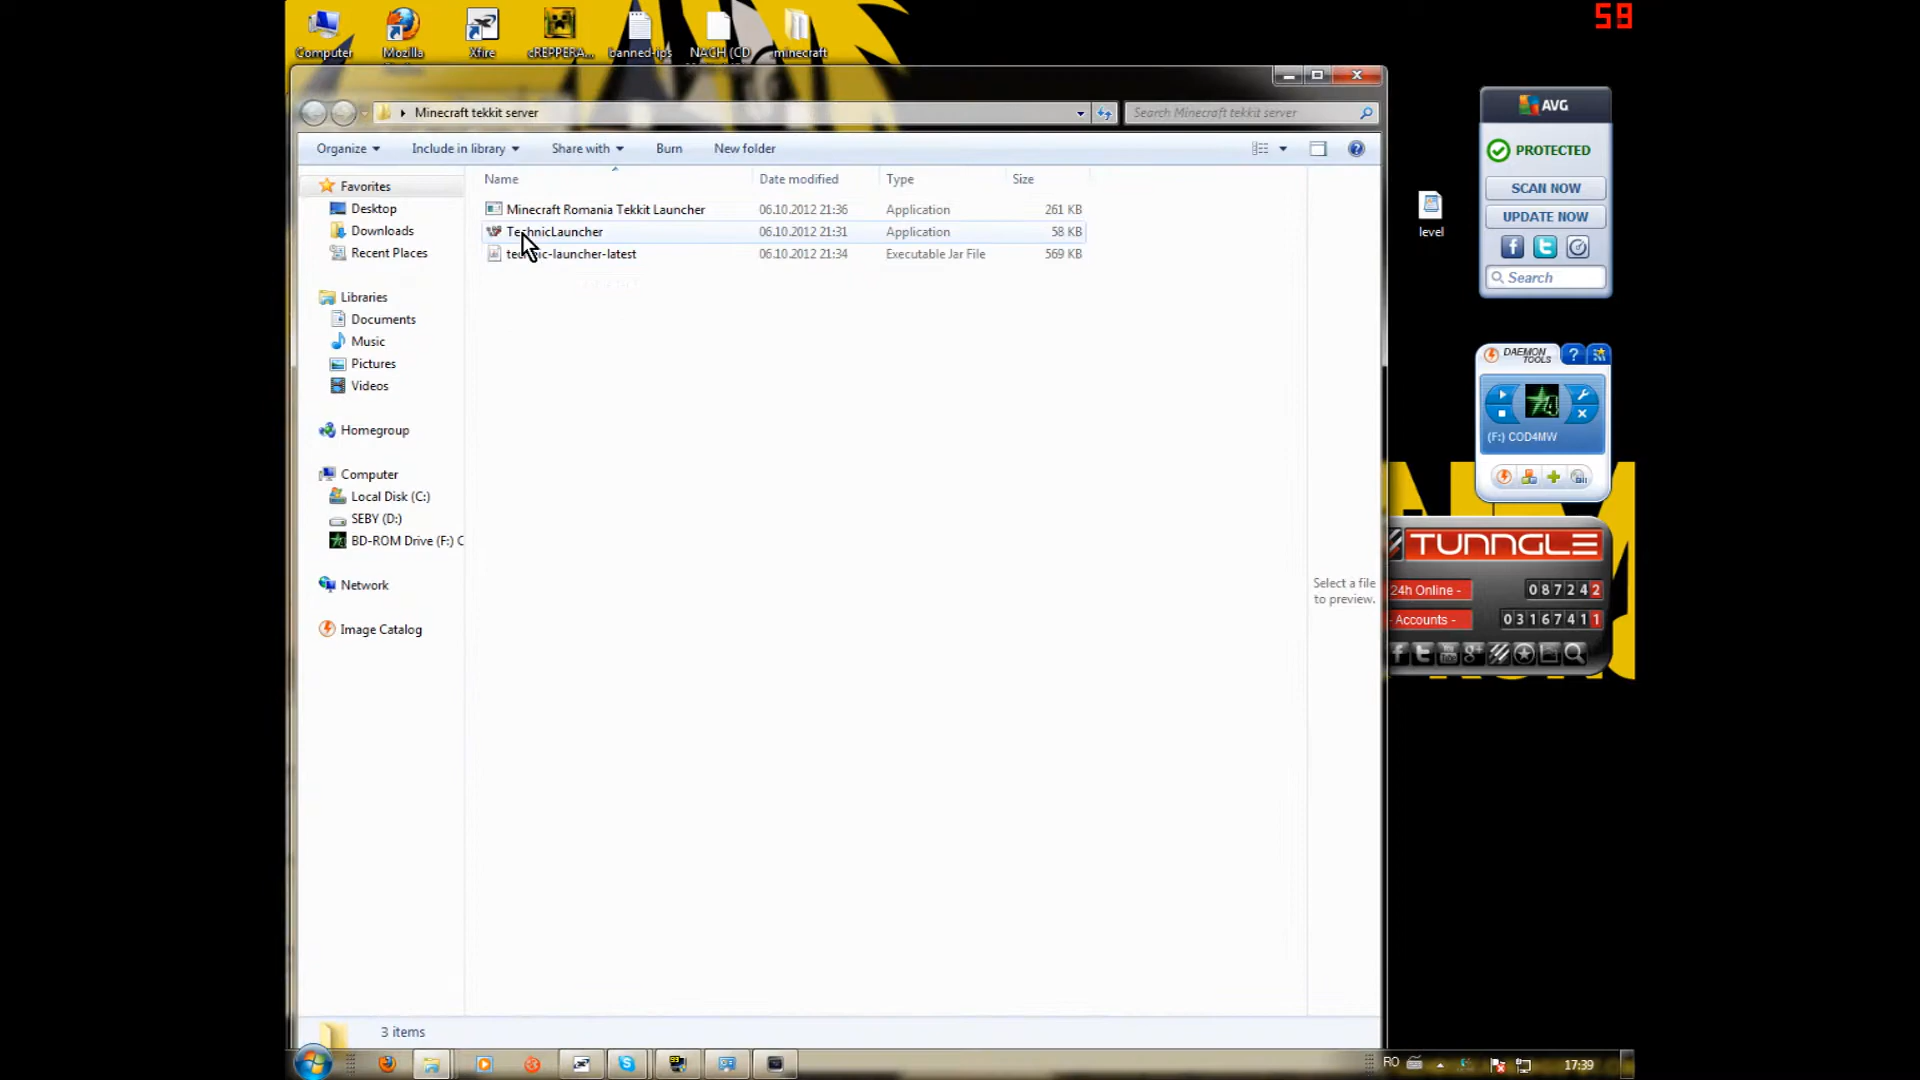 59
Computer
Mozilla
Xfire
cREPPERA...
banned-ips
NACH (CD
minecraft
Minecraft tekkit server
Search Minecraft tekkit server
Organize
Include in library
Share with
Burn
New folder
Name
Date modified
Type
Size
Minecraft Romania Tekkit Launcher
06.10.2012 21:36
Application
261 KB
TechnicLauncher
06.10.2012 21:31
Application
58 KB
technic-launcher-latest
06.10.2012 21:34
Executable Jar File
569 KB
Favorites
Desktop
Downloads
Recent Places
Libraries
Documents
Music
Pictures
Videos
Homegroup
Computer
Local Disk (C:)
SEBY (D:)
BD-ROM Drive (F:) C
Network
Image Catalog
Select a file
to preview.
3 items
level
AVG
PROTECTED
SCAN NOW
UPDATE NOW
Search
DAEMON
TOOLS
(F:) COD4MW
TUNNGLE
24h Online -
087242
- Accounts -
03167411
RO
17:39